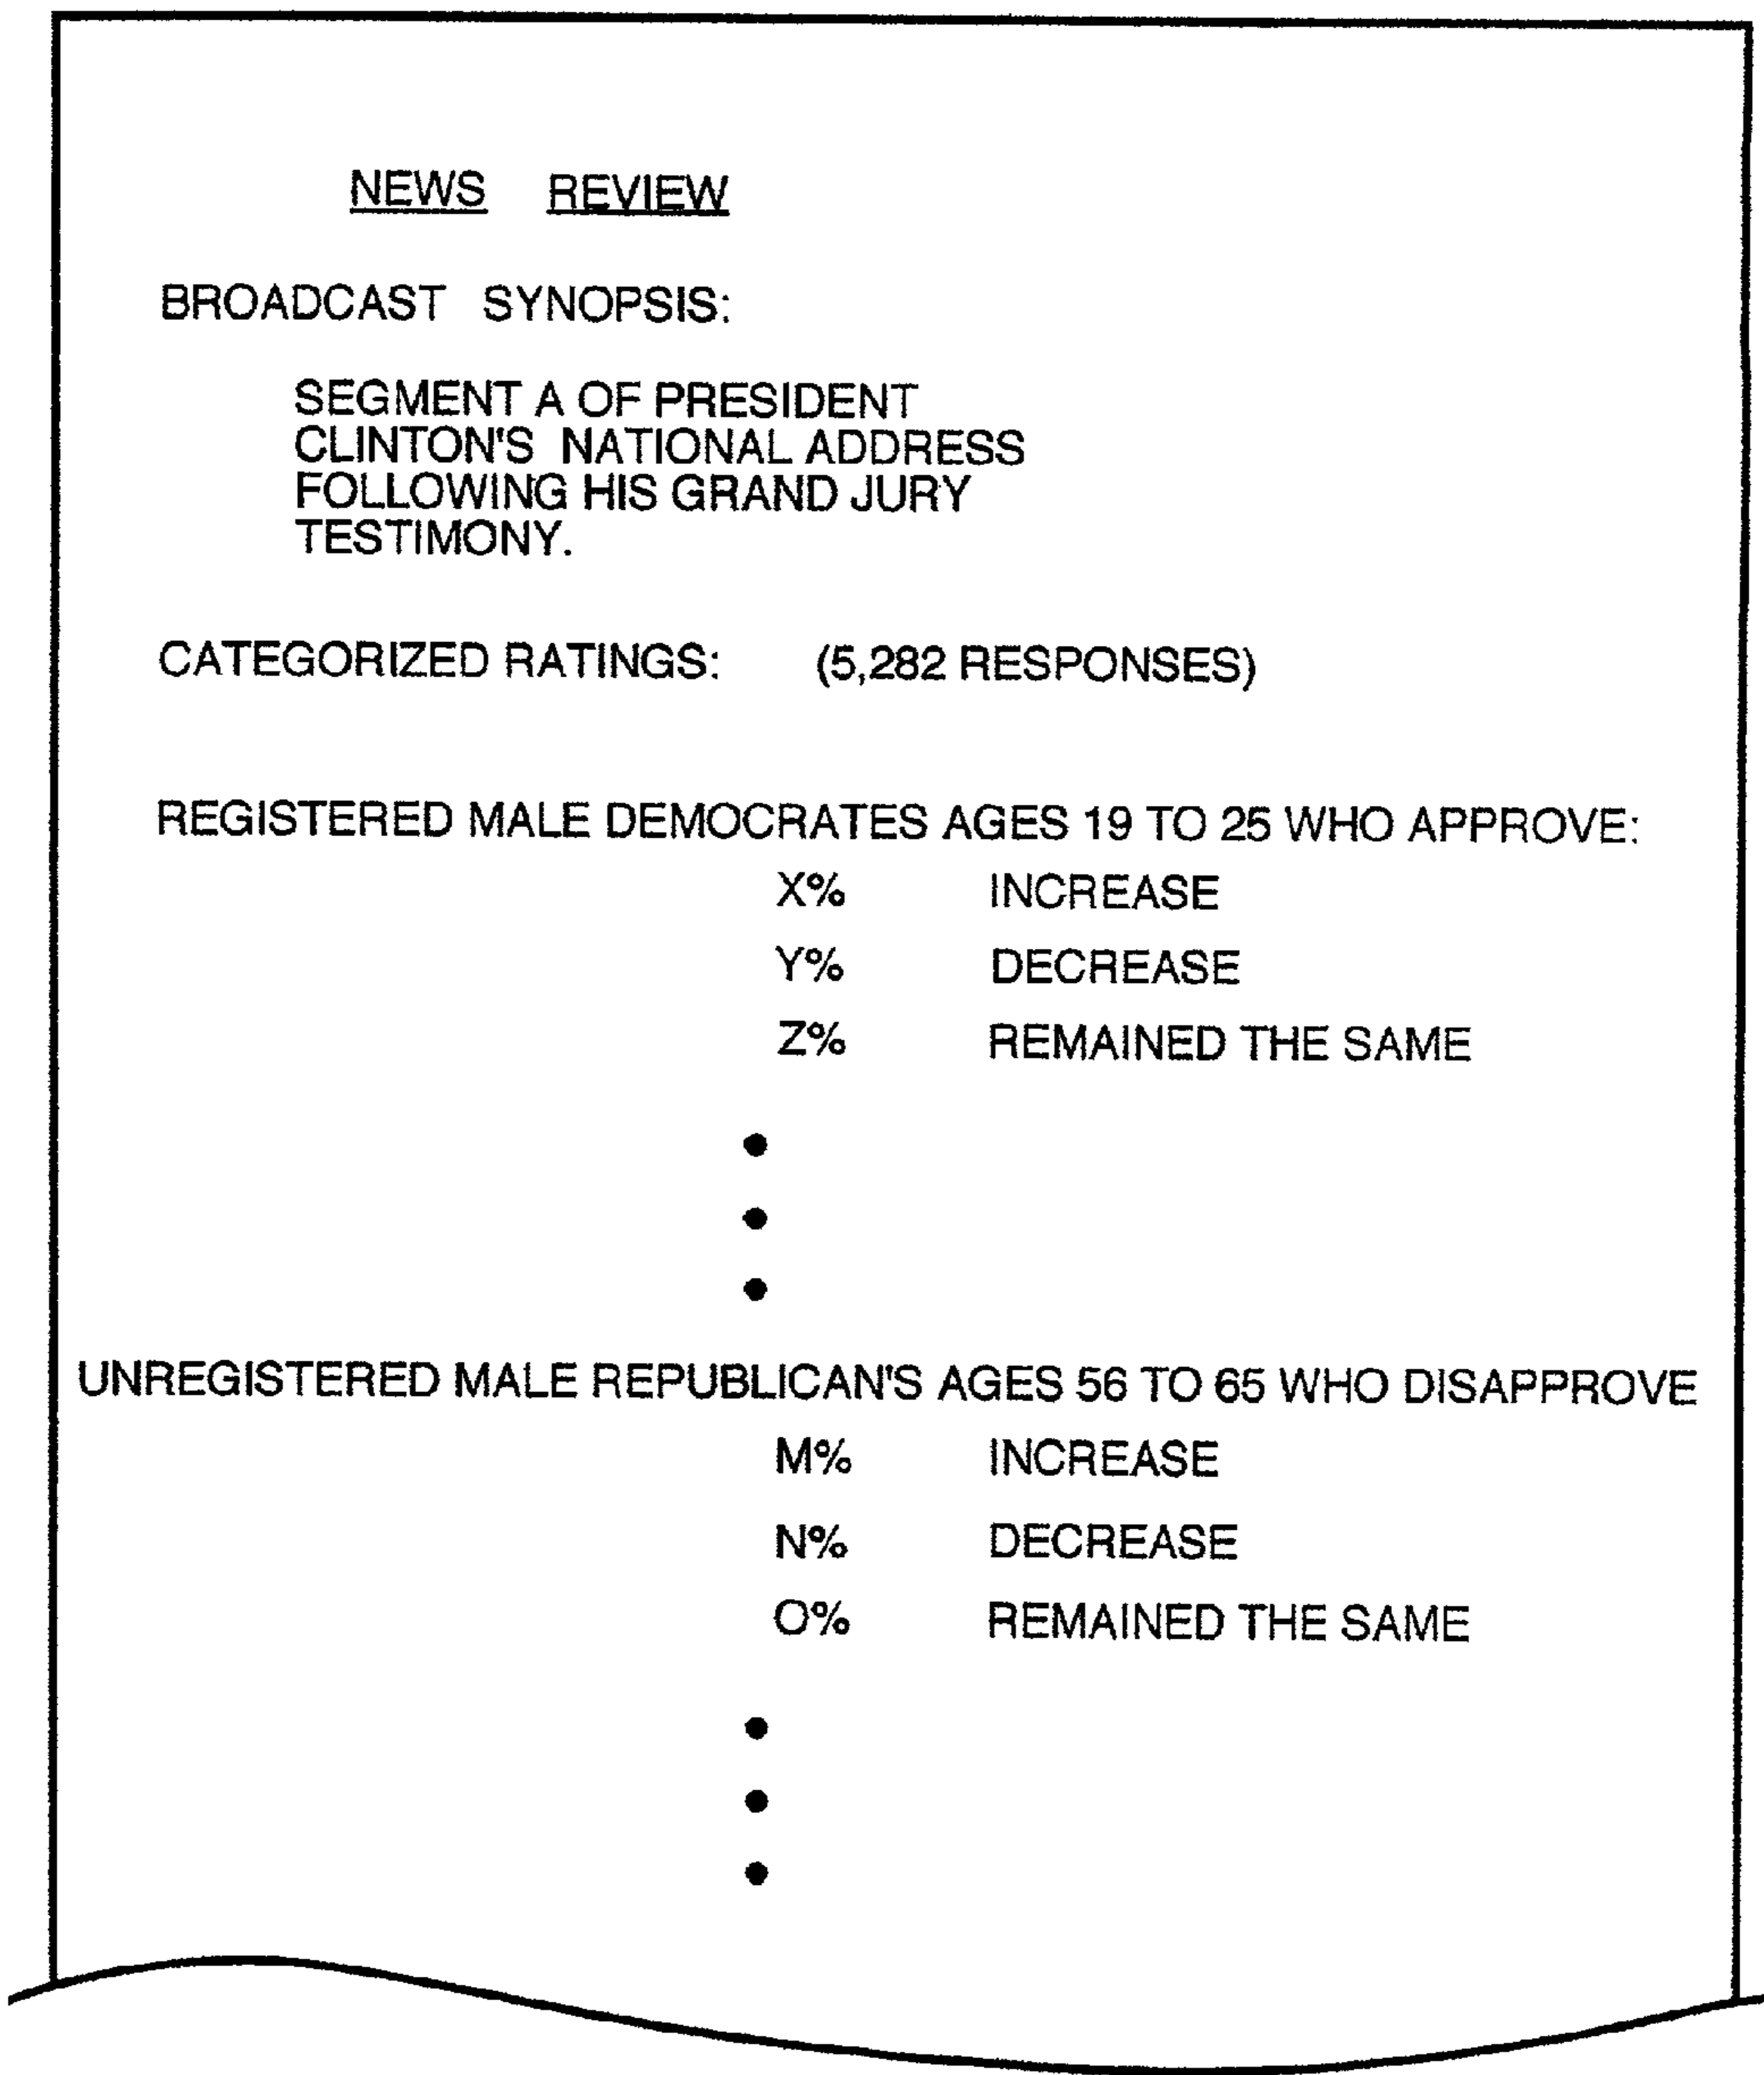 NEWS REVIEW
BROADCAST SYNOPSIS:
SEGMENT A OF PRESIDENT
CLINTON'S NATIONAL ADDRESS
FOLLOWING HIS GRAND JURY
TESTIMONY.
CATEGORIZED RATINGS: (5,282 RESPONSES)
REGISTERED MALE DEMOCRATES AGES 19 TO 25 WHO APPROVE:
X% INCREASE
Y% DECREASE
Z% REMAINED THE SAME
UNREGISTERED MALE REPUBLICAN'S AGES 56 TO 65 WHO DISAPPROVE
M% INCREASE
N% DECREASE
O% REMAINED THE SAME